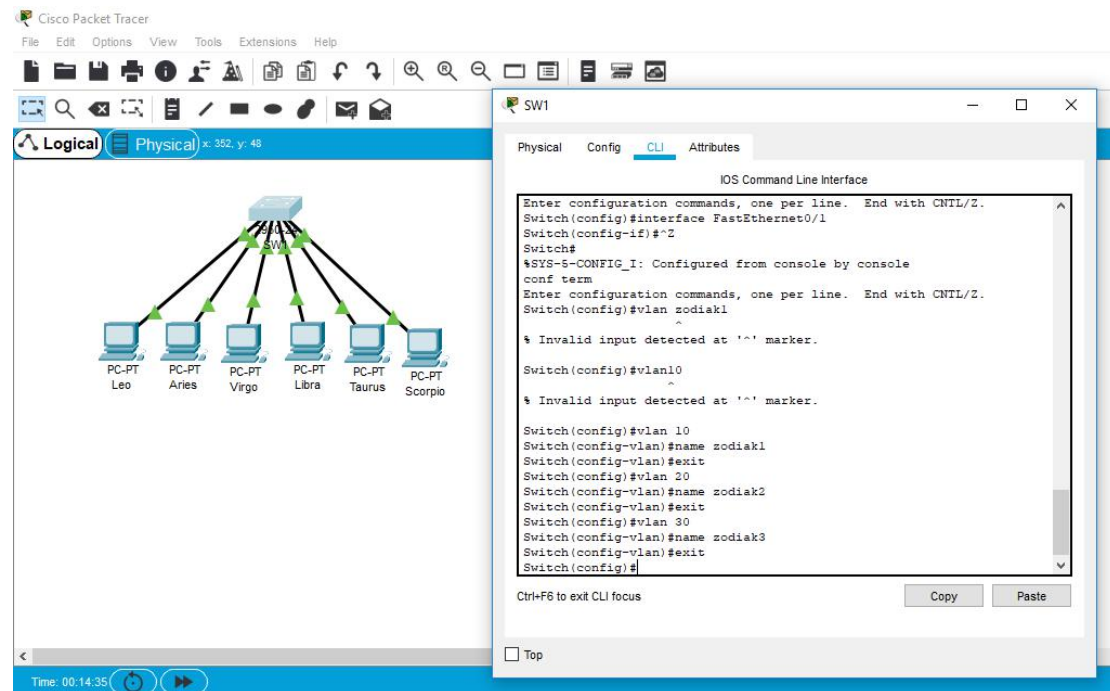 Cisco Packet Tracer
File Edit Options View Tools Extensions Help
Logical Physical x: 352, y: 48
SW1
PC-PT Leo
PC-PT Aries
PC-PT Virgo
PC-PT Libra
PC-PT Taurus
PC-PT Scorpio
Time: 00:14:35
SW1
Physical Config CLI Attributes
IOS Command Line Interface
Enter configuration commands, one per line. End with CNTL/Z.
Switch(config)#interface FastEthernet0/1
Switch(config-if)#^Z
Switch#
%SYS-5-CONFIG_I: Configured from console by console
conf term
Enter configuration commands, one per line. End with CNTL/Z.
Switch(config)#vlan zodiak1
^
% Invalid input detected at '^' marker.
Switch(config)#vlan10
^
% Invalid input detected at '^' marker.
Switch(config)#vlan 10
Switch(config-vlan)#name zodiak1
Switch(config-vlan)#exit
Switch(config)#vlan 20
Switch(config-vlan)#name zodiak2
Switch(config-vlan)#exit
Switch(config)#vlan 30
Switch(config-vlan)#name zodiak3
Switch(config-vlan)#exit
Switch(config)#
Ctrl+F6 to exit CLI focus
Copy Paste
Top